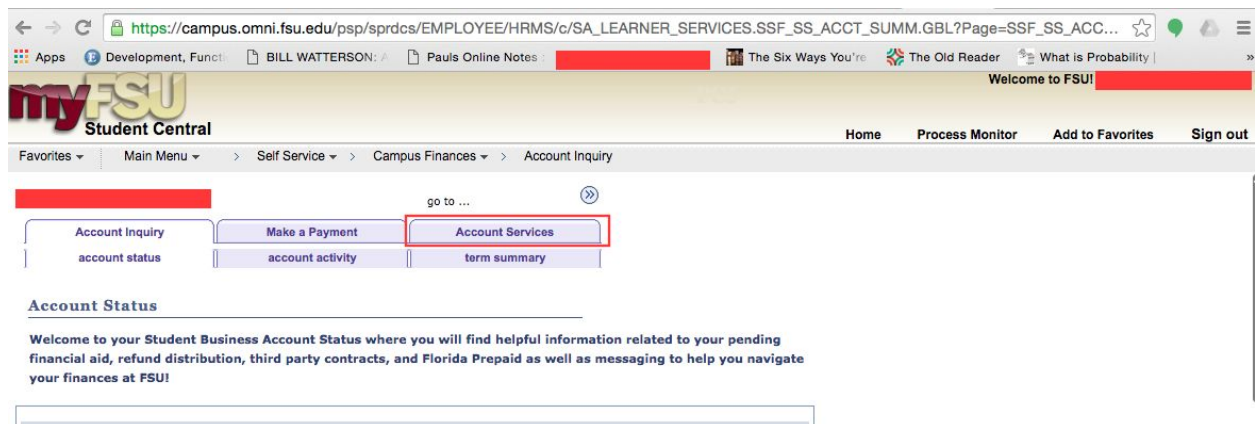 https://campus.omni.fsu.edu/psp/sprdcs/EMPLOYEE/HRMS/c/SA_LEARNER_SERVICES.SSF_SS_ACCT_SUMM.GBL?Page=SSF_SS_ACC...
Apps Development, Functi BILL WATTERSON: A Pauls Online Notes : The Six Ways You're The Old Reader What is Probability | »
Welcome to FSU!
myFSU
Student Central
Home Process Monitor Add to Favorites Sign out
Favorites Main Menu > Self Service > Campus Finances > Account Inquiry
go to ...
Account Inquiry Make a Payment Account Services
account status account activity term summary
Account Status
Welcome to your Student Business Account Status where you will find helpful information related to your pending
financial aid, refund distribution, third party contracts, and Florida Prepaid as well as messaging to help you navigate
your finances at FSU!